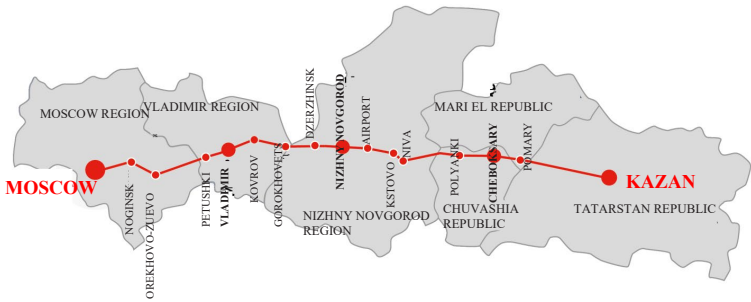 MOSCOW REGION
VLADIMIR REGION
MARI EL REPUBLIC
MOSCOW
NOGINSK
OREKHOVO-ZUEVO
PETUSHKI
VLADIMIR
KOVROV
GOROKHOVETS
DZERZHINSK
NIZHNY NOVGOROD
AIRPORT
KSTOVO
NIVA
POLYANKI
CHEBOKSARY
POMARY
KAZAN
NIZHNY NOVGOROD
REGION
CHUVASHIA
REPUBLIC
TATARSTAN REPUBLIC